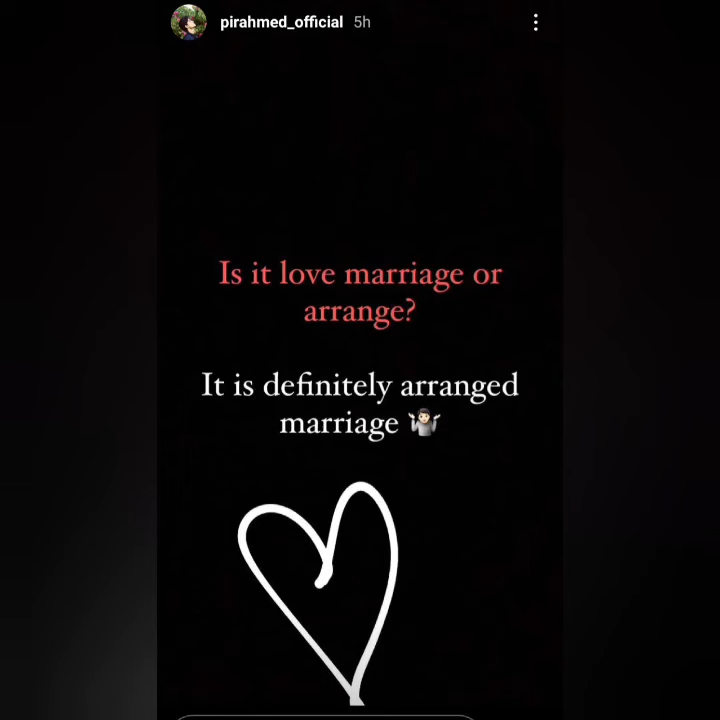 pirahmed_official 5h
Is it love marriage or
arrange?
It is definitely arranged
marriage 🤷🏻‍♂️